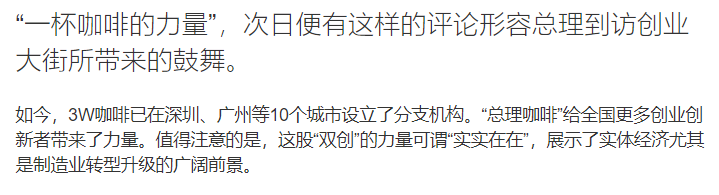 “一杯咖啡的力量”，次日便有这样的评论形容总理到访创业
大街所带来的鼓舞。
如今，3W咖啡已在深圳、广州等10个城市设立了分支机构。“总理咖啡”给全国更多创业创
新者带来了力量。值得注意的是，这股“双创”的力量可谓“实实在在”，展示了实体经济尤其
是制造业转型升级的广阔前景。